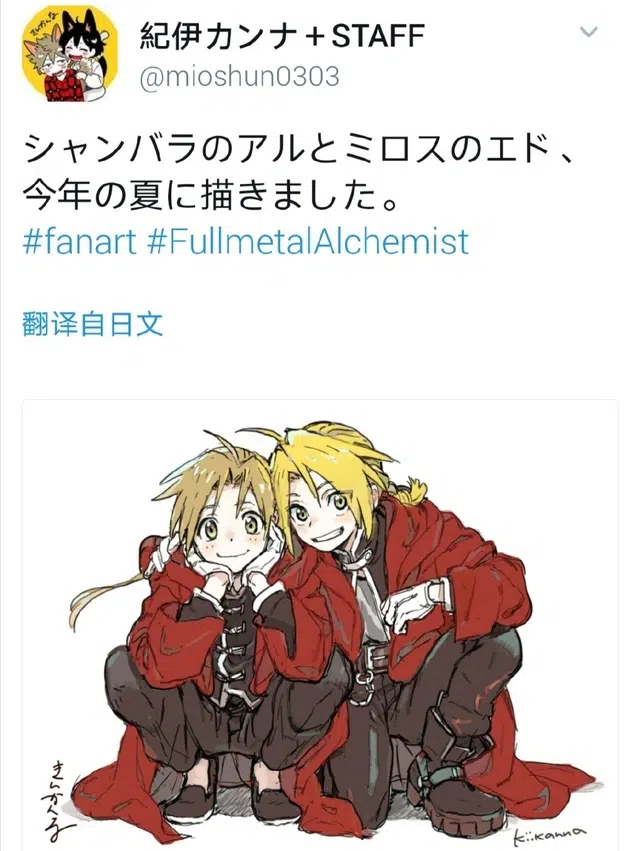 紀伊カンナ+STAFF
@mioshun0303
シャンバラのアルとミロスのエド、
今年の夏に描きました。
#fanart #FullmetalAlchemist
翻译自日文
きいかんな
kiikanna